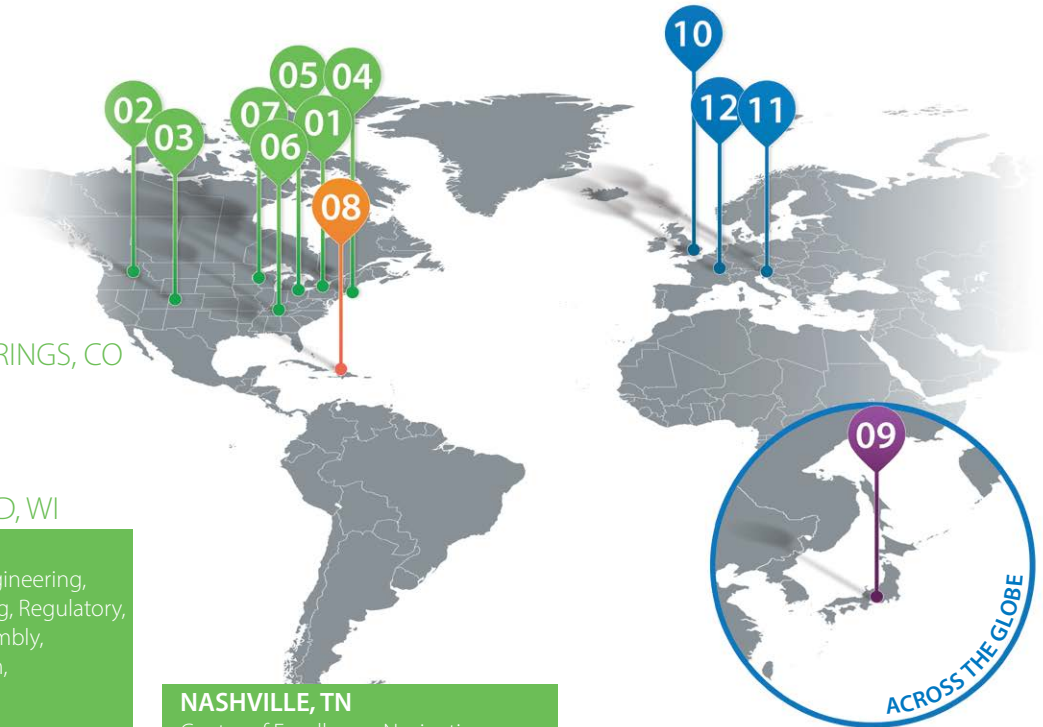 10
05 04
02
07
12 11
03
01
06
08
RINGS, CO
09
D, WI
gineering,
g, Regulatory,
mbly,
n,
ACROSS THE GLOBE
NASHVILLE, TN